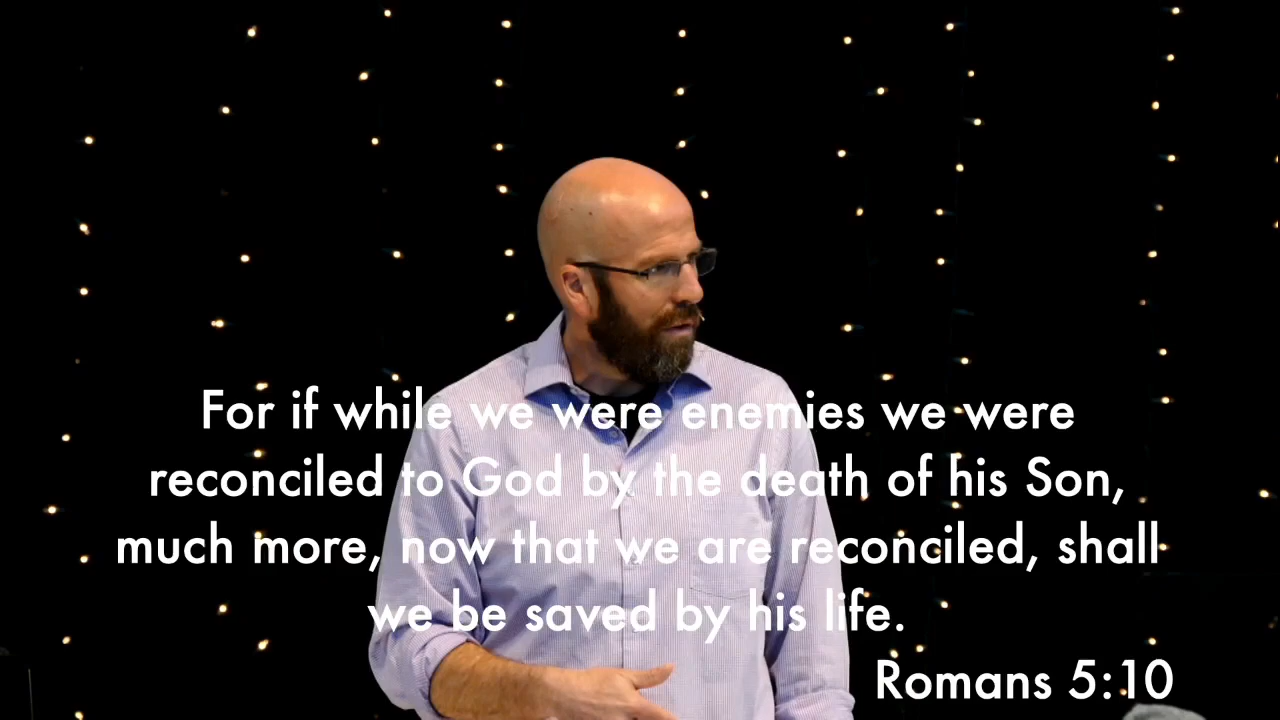 For if while we were enemies we were
reconciled to God by the death of his Son,
much more, now that we are reconciled, shall
we be saved by his life.
Romans 5:10